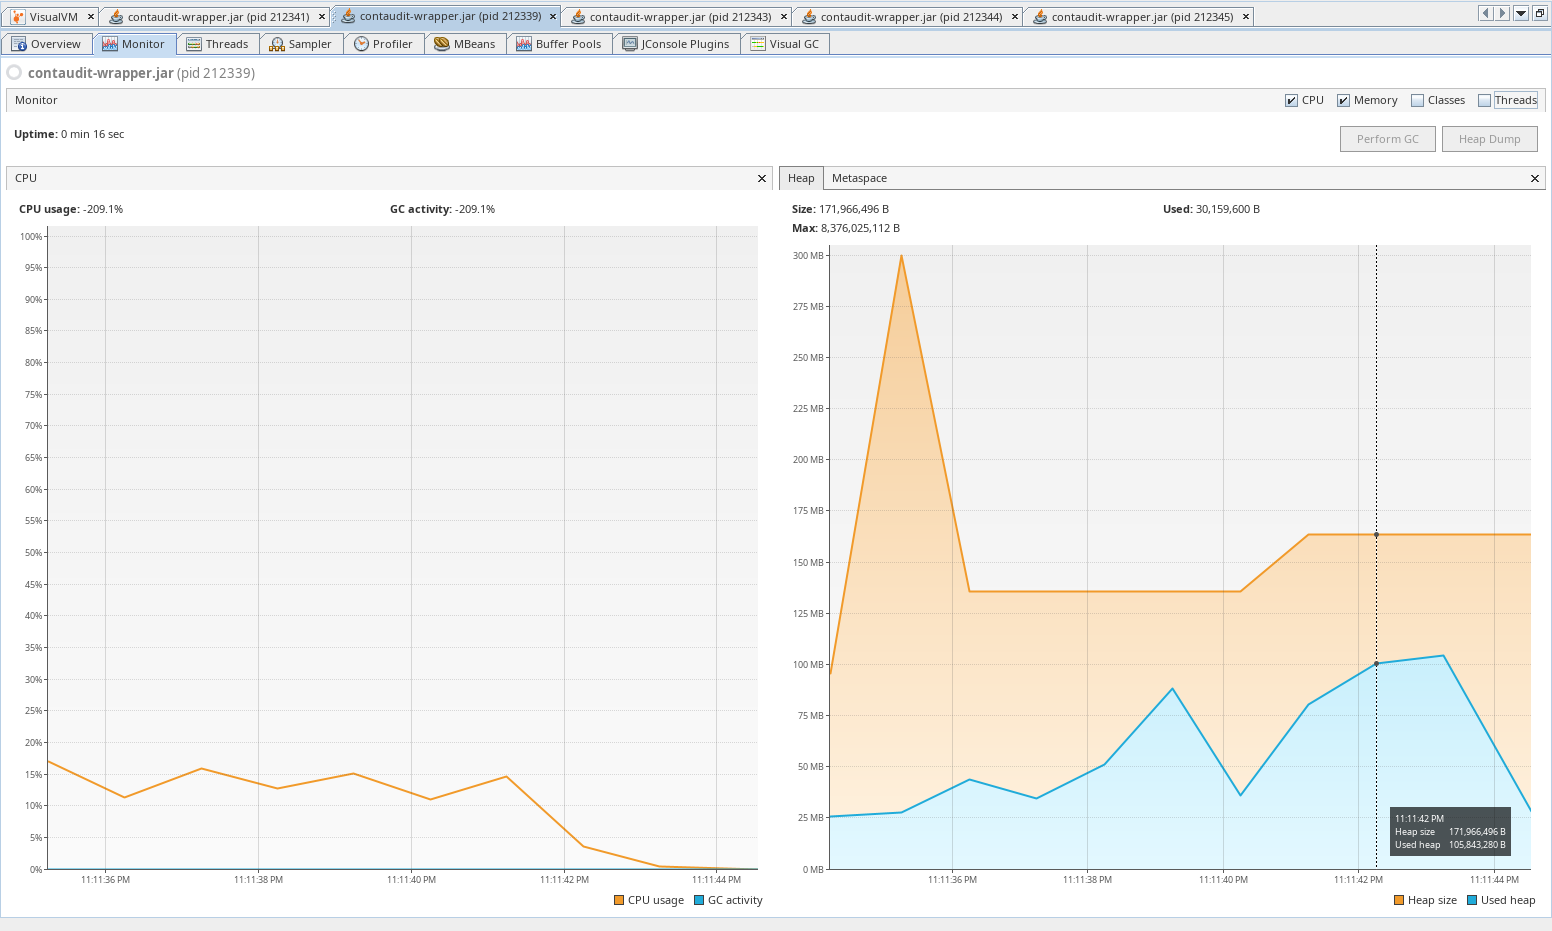 VisualVM × contaudit-wrapper.jar (pid 212341) × contaudit-wrapper.jar (pid 212339) × contaudit-wrapper.jar (pid 212343) × contaudit-wrapper.jar (pid 212344) × contaudit-wrapper.jar (pid 212345) ×
Overview Monitor Threads Sampler Profiler MBeans Buffer Pools JConsole Plugins Visual GC
contaudit-wrapper.jar (pid 212339)
Monitor CPU Memory Classes Threads
Uptime: 0 min 16 sec
Perform GC Heap Dump
CPU ×
CPU usage: -209.1% GC activity: -209.1%
100%
95%
90%
85%
80%
75%
70%
65%
60%
55%
50%
45%
40%
35%
30%
25%
20%
15%
10%
5%
0%
11:11:36 PM 11:11:38 PM 11:11:40 PM 11:11:42 PM 11:11:44 PM
CPU usage GC activity
Heap Metaspace ×
Size: 171,966,496 B Used: 30,159,600 B
Max: 8,376,025,112 B
300 MB
275 MB
250 MB
225 MB
200 MB
175 MB
150 MB
125 MB
100 MB
75 MB
50 MB
25 MB
0 MB
11:11:42 PM
Heap size 171,966,496 B
Used heap 105,843,280 B
11:11:36 PM 11:11:38 PM 11:11:40 PM 11:11:42 PM 11:11:44 PM
Heap size Used heap